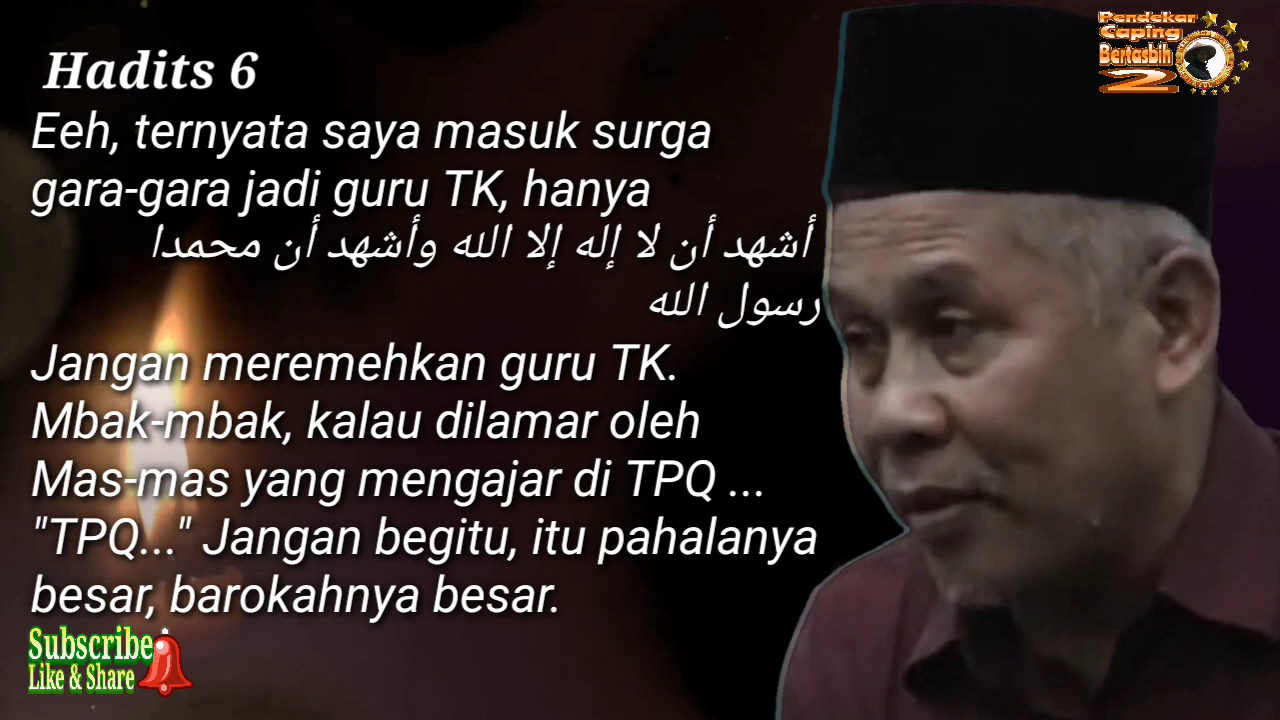 Pendekar
Caping
Bertasbih
2
Hadits 6
Eeh, ternyata saya masuk surga
gara-gara jadi guru TK, hanya
أشهد أن لا إله إلا الله وأشهد أن محمدا
رسول الله
Jangan meremehkan guru TK.
Mbak-mbak, kalau dilamar oleh
Mas-mas yang mengajar di TPQ ...
"TPQ..." Jangan begitu, itu pahalanya
besar, barokahnya besar.
Subscribe
Like & Share